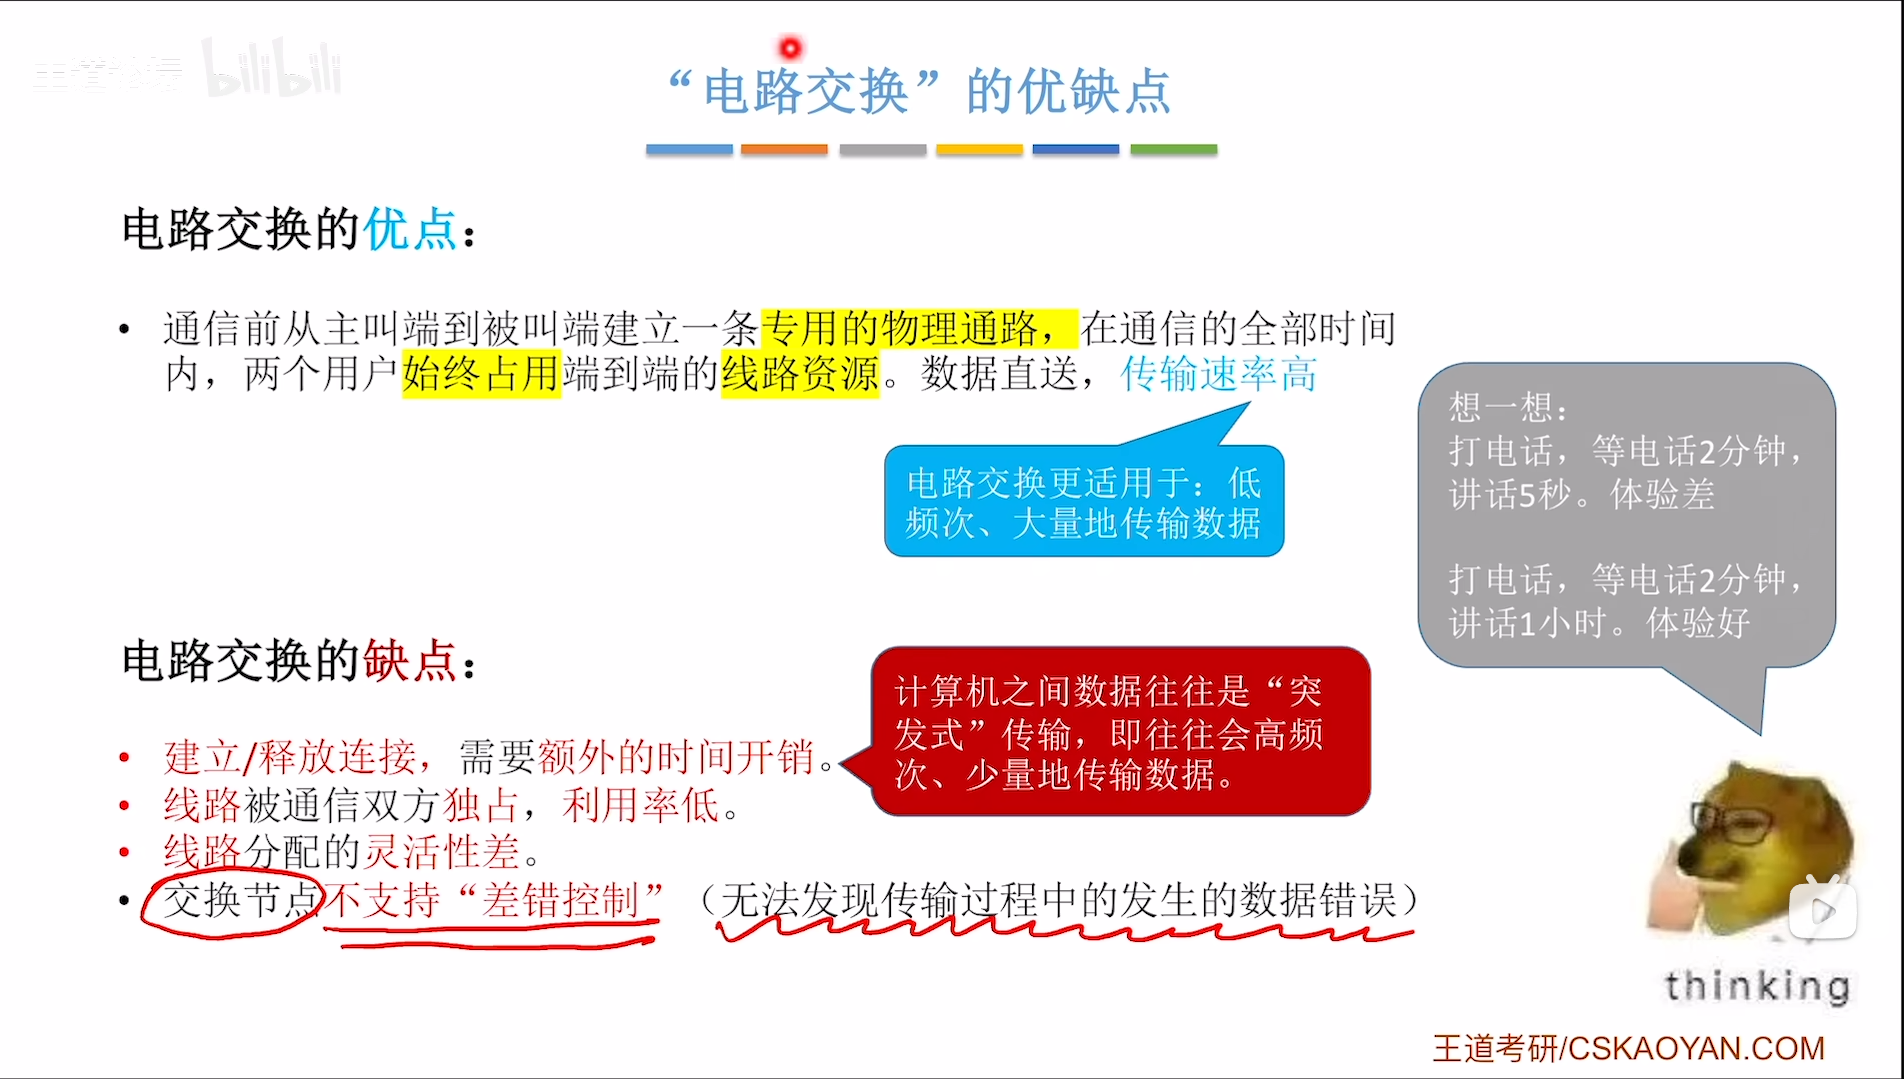 王道论坛 bilibili
“电路交换”的优缺点
电路交换的优点：
• 通信前从主叫端到被叫端建立一条专用的物理通路，在通信的全部时间
内，两个用户始终占用端到端的线路资源。数据直送，传输速率高
电路交换更适用于：低
频次、大量地传输数据
想一想：
打电话，等电话2分钟，
讲话5秒。体验差
打电话，等电话2分钟，
讲话1小时。体验好
电路交换的缺点：
计算机之间数据往往是“突
发式”传输，即往往会高频
次、少量地传输数据。
• 建立/释放连接，需要额外的时间开销。
• 线路被通信双方独占，利用率低。
• 线路分配的灵活性差。
• 交换节点不支持“差错控制”（无法发现传输过程中的发生的数据错误）
thinking
王道考研/CSKAOYAN.COM